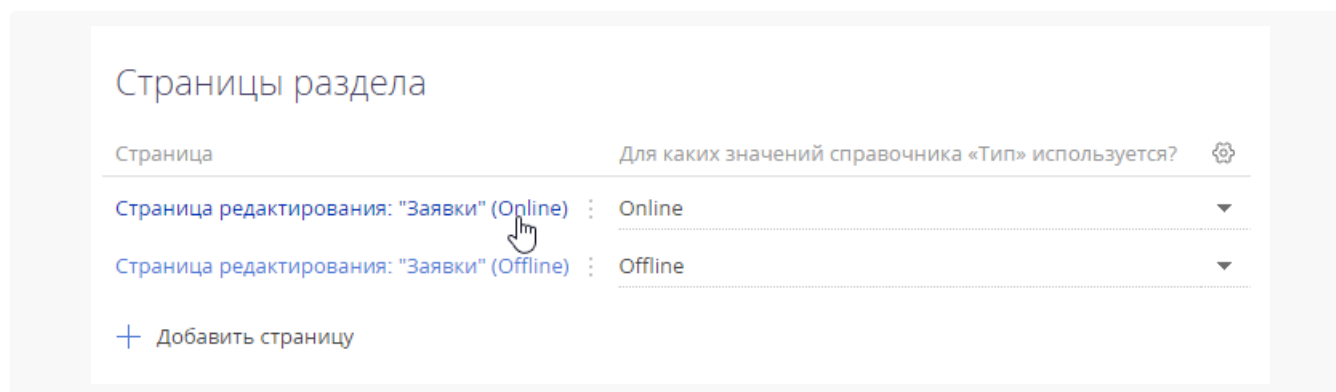 Страницы раздела
Страница Для каких значений справочника «Тип» используется?
Страница редактирования: "Заявки" (Online) Online
Страница редактирования: "Заявки" (Offline) Offline
Добавить страницу